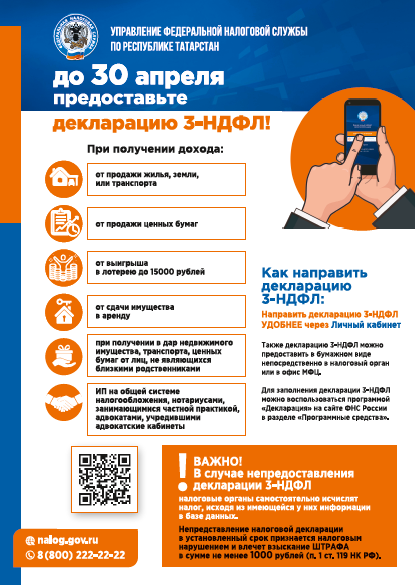 УПРАВЛЕНИЕ ФЕДЕРАЛЬНОЙ НАЛОГОВОЙ СЛУЖБЫ
ПО РЕСПУБЛИКЕ ТАТАРСТАН
до 30 апреля
предоставьте
декларацию 3-НДФЛ!
При получении дохода:
от продажи жилья, земли,
или транспорта
от продажи ценных бумаг
от выигрыша
в лотерею до 15000 рублей
от сдачи имущества
в аренду
при получении в дар недвижимого
имущества, транспорта, ценных
бумаг от лиц, не являющихся
близкими родственниками
ИП на общей системе
налогообложения, нотариусами,
занимающимися частной практикой,
адвокатами, учредившими
адвокатские кабинеты
Как направить
декларацию
3-НДФЛ:
Направить декларацию 3-НДФЛ
УДОБНЕЕ через Личный кабинет
Также декларацию 3-НДФЛ можно
предоставить в бумажном виде
непосредственно в налоговый орган
или в офис МФЦ.
Для заполнения декларации 3-НДФЛ
можно воспользоваться программой
«Декларация» на сайте ФНС России
в разделе «Программные средства».
nalog.gov.ru
8 (800) 222-22-22
! ВАЖНО!
В случае непредоставления
декларации 3-НДФЛ
налоговые органы самостоятельно исчислят
налог, исходя из имеющейся у них информации
в базе данных.
Непредставление налоговой декларации
в установленный срок признается налоговым
нарушением и влечет взыскание ШТРАФА
в сумме не менее 1000 рублей (п. 1 ст. 119 НК РФ).